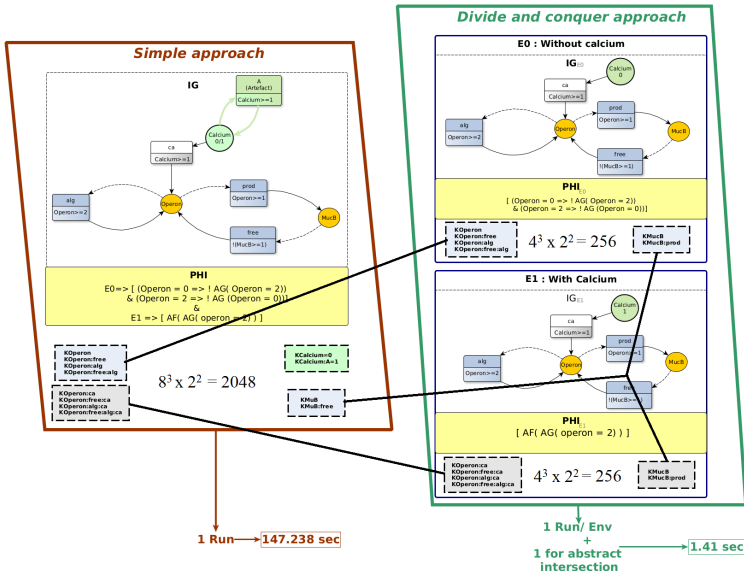 Simple approach
IG
A
(Artefact)
Calcium>=1
Calcium
0/1
ca
Calcium>=1
alg
Operon>=2
Operon
prod
Operon>=1
MucB
free
!(MucB>=1)
PHI
E0=> [ (Operon = 0 => ! AG( Operon = 2))
& (Operon = 2 => ! AG (Operon = 0))]
&
E1 => [ AF( AG( operon = 2) ) ]
KOperon
KOperon:free
KOperon:alg
KOperon:free:alg
KOperon:ca
KOperon:free:ca
KOperon:alg:ca
KOperon:free:alg:ca
8³ x 2² = 2048
KCalcium=0
KCalcium:A=1
KMuB
KMuB:free
1 Run
147.238 sec
Divide and conquer approach
E0 : Without calcium
IG E0
Calcium
0
ca
Calcium>=1
alg
Operon>=2
Operon
prod
Operon>=1
MucB
free
!(MucB>=1)
PHI E0
[ (Operon = 0 => ! AG( Operon = 2))
& (Operon = 2 => ! AG (Operon = 0))]
KOperon
KOperon:free
KOperon:alg
KOperon:free:alg
4³ x 2² = 256
KMucB
KMucB:prod
E1 : With Calcium
IG E1
Calcium
1
ca
Calcium>=1
alg
Operon>=2
Operon
prod
Operon>=1
MucB
free
!(MucB>=1)
PHI E1
[ AF( AG( operon = 2) ) ]
KOperon:ca
KOperon:free:ca
KOperon:alg:ca
KOperon:free:alg:ca
4³ x 2² = 256
KMucB
KMucB:prod
1 Run/ Env
+
1 for abstract
intersection
1.41 sec